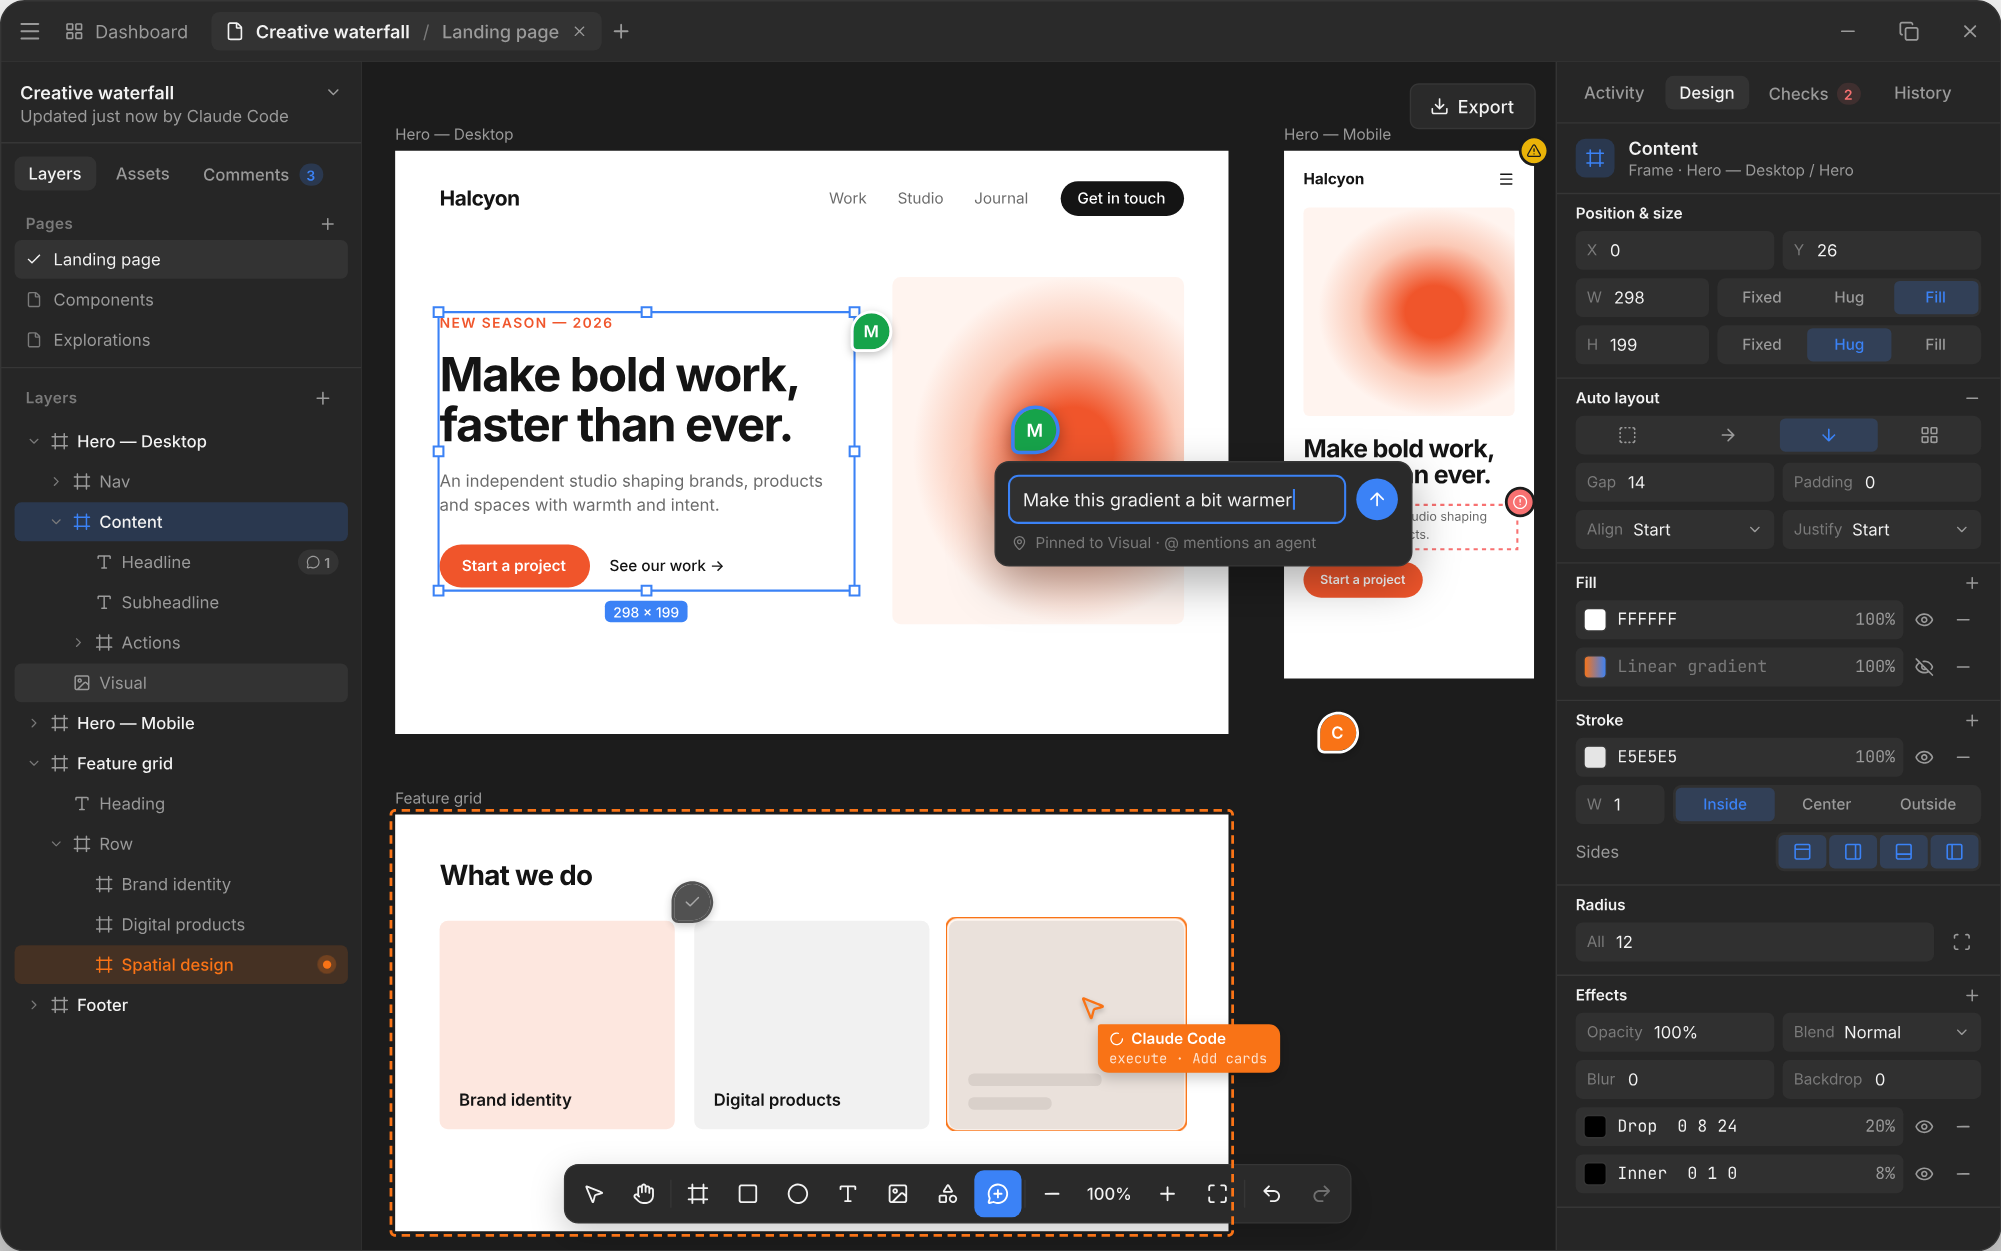 Dashboard
Creative waterfall / Landing page
Creative waterfall
Updated just now by Claude Code
Layers
Assets
Comments 3
Pages
Landing page
Components
Explorations
Layers
Hero — Desktop
Nav
Content
Headline 1
Subheadline
Actions
Visual
Hero — Mobile
Feature grid
Heading
Row
Brand identity
Digital products
Spatial design
Footer
Export
Hero — Desktop
Halcyon
Work
Studio
Journal
Get in touch
NEW SEASON — 2026
Make bold work,
faster than ever.
An independent studio shaping brands, products
and spaces with warmth and intent.
Start a project
See our work →
298 × 199
M
M
Make this gradient a bit warmer
Pinned to Visual · @ mentions an agent
Hero — Mobile
Halcyon
Make bold work,
n ever.
udio shaping
cts.
Start a project
C
Feature grid
What we do
Brand identity
Digital products
Claude Code
execute · Add cards
100%
Activity
Design
Checks 2
History
Content
Frame · Hero — Desktop / Hero
Position & size
X 0
Y 26
W 298
Fixed
Hug
Fill
H 199
Fixed
Hug
Fill
Auto layout
Gap 14
Padding 0
Align Start
Justify Start
Fill
FFFFFF 100%
Linear gradient 100%
Stroke
E5E5E5 100%
W 1
Inside
Center
Outside
Sides
Radius
All 12
Effects
Opacity 100%
Blend Normal
Blur 0
Backdrop 0
Drop 0 8 24 20%
Inner 0 1 0 8%